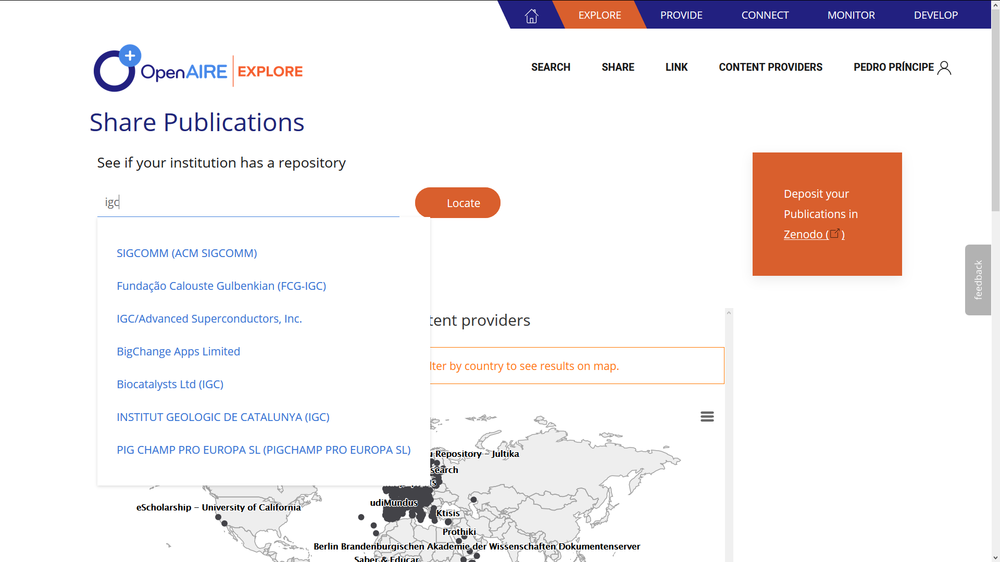 EXPLORE
PROVIDE
CONNECT
MONITOR
DEVELOP
OpenAIRE EXPLORE
SEARCH
SHARE
LINK
CONTENT PROVIDERS
PEDRO PRÍNCIPE
Share Publications
See if your institution has a repository
igc
Locate
Deposit your
Publications in
Zenodo ( )
SIGCOMM (ACM SIGCOMM)
Fundação Calouste Gulbenkian (FCG-IGC)
IGC/Advanced Superconductors, Inc.
BigChange Apps Limited
Biocatalysts Ltd (IGC)
INSTITUT GEOLOGIC DE CATALUNYA (IGC)
PIG CHAMP PRO EUROPA SL (PIGCHAMP PRO EUROPA SL)
feedback
tent providers
lter by country to see results on map.
u Repository – Jultika
search
ts
udiMundus
eScholarship – University of California
Ktisis
Prothiki
Berlin Brandenburgischen Akademie der Wissenschaften Dokumentenserver
Saber & Educar